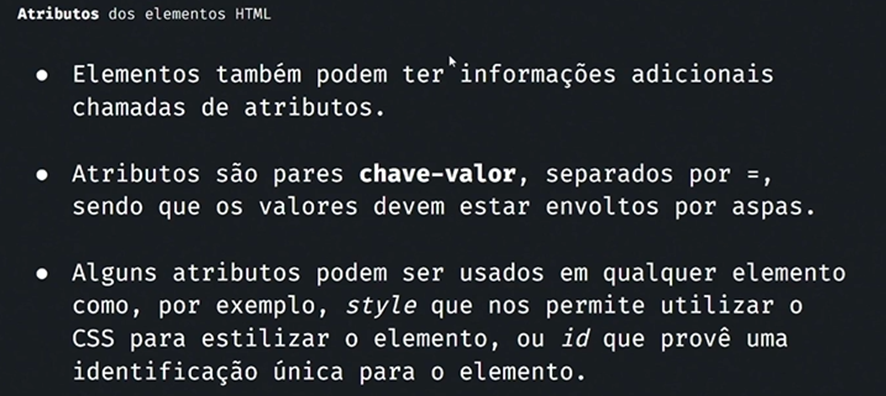 Atributos dos elementos HTML
● Elementos também podem ter informações adicionais
chamadas de atributos.
● Atributos são pares chave-valor, separados por =,
sendo que os valores devem estar envoltos por aspas.
● Alguns atributos podem ser usados em qualquer elemento
como, por exemplo, style que nos permite utilizar o
CSS para estilizar o elemento, ou id que provê uma
identificação única para o elemento.